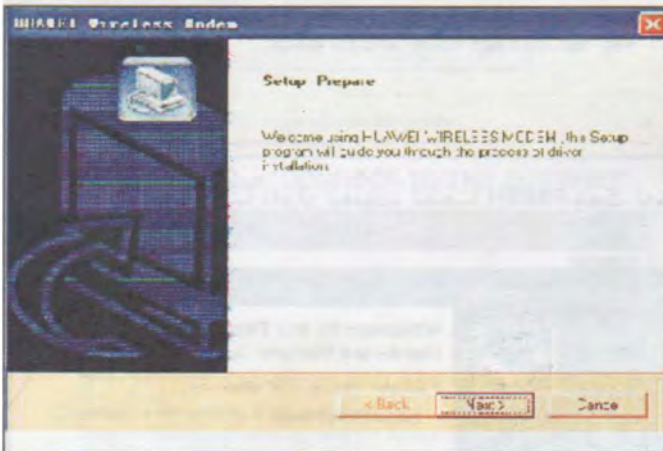 HUAWEI Wireless Modem
Setup Prepare
Welcome using HUAWEI WIRELESS MODEM, the Setup
program will guide you through the process of driver
installation.
< Back
Next >
Cancel